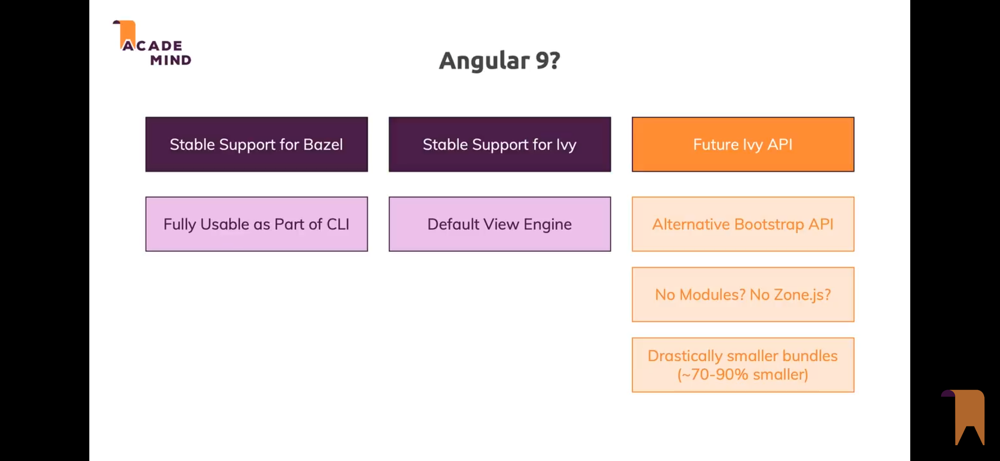 ACADE
MIND
Angular 9?
Stable Support for Bazel
Stable Support for Ivy
Future Ivy API
Fully Usable as Part of CLI
Default View Engine
Alternative Bootstrap API
No Modules? No Zone.js?
Drastically smaller bundles
(~70-90% smaller)